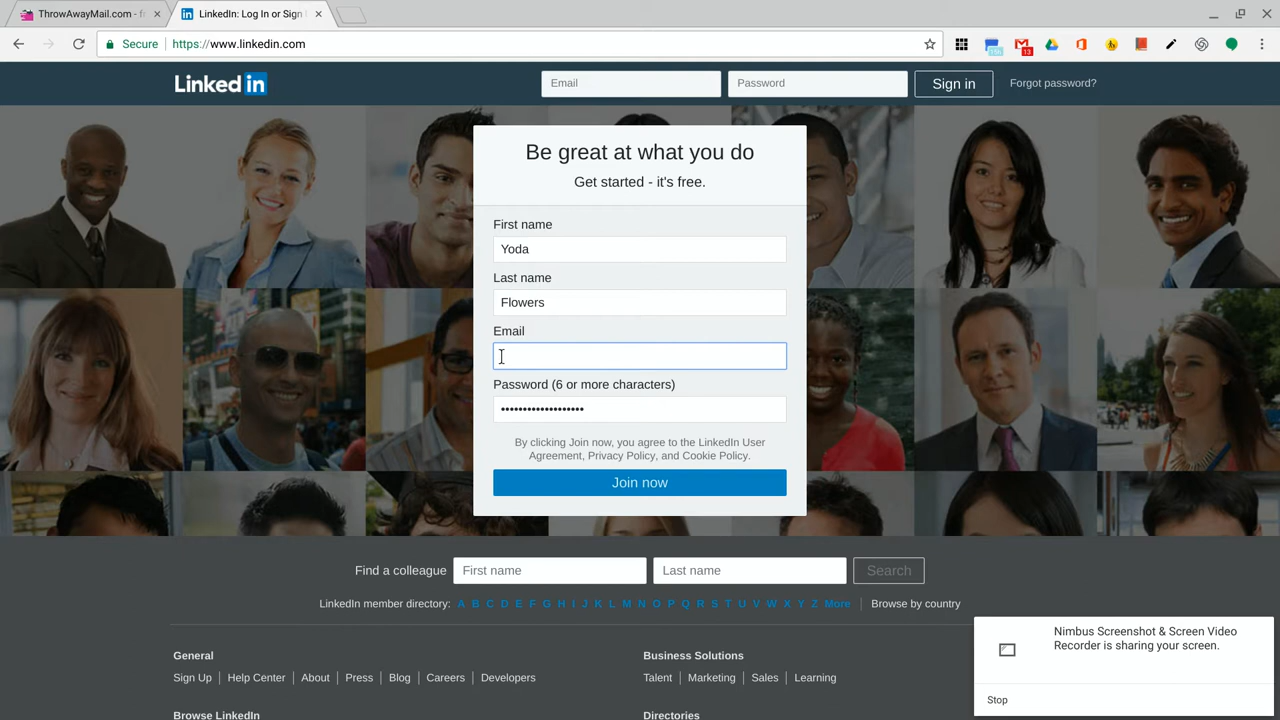 ThrowAwayMail.com - f
LinkedIn: Log In or Sign
Secure
https://www.linkedin.com
15h
13
Linked in
Email
Password
Sign in
Forgot password?
Be great at what you do
Get started - it's free.
First name
Yoda
Last name
Flowers
Email
Password (6 or more characters)
•••••••••••••••••••
By clicking Join now, you agree to the LinkedIn User
Agreement, Privacy Policy, and Cookie Policy.
Join now
Find a colleague
First name
Last name
Search
LinkedIn member directory: A B C D E F G H I J K L M N O P Q R S T U V W X Y Z More | Browse by country
Nimbus Screenshot & Screen Video
Recorder is sharing your screen.
Stop
General
Sign Up | Help Center | About | Press | Blog | Careers | Developers
Business Solutions
Talent | Marketing | Sales | Learning
Browse LinkedIn
Directories